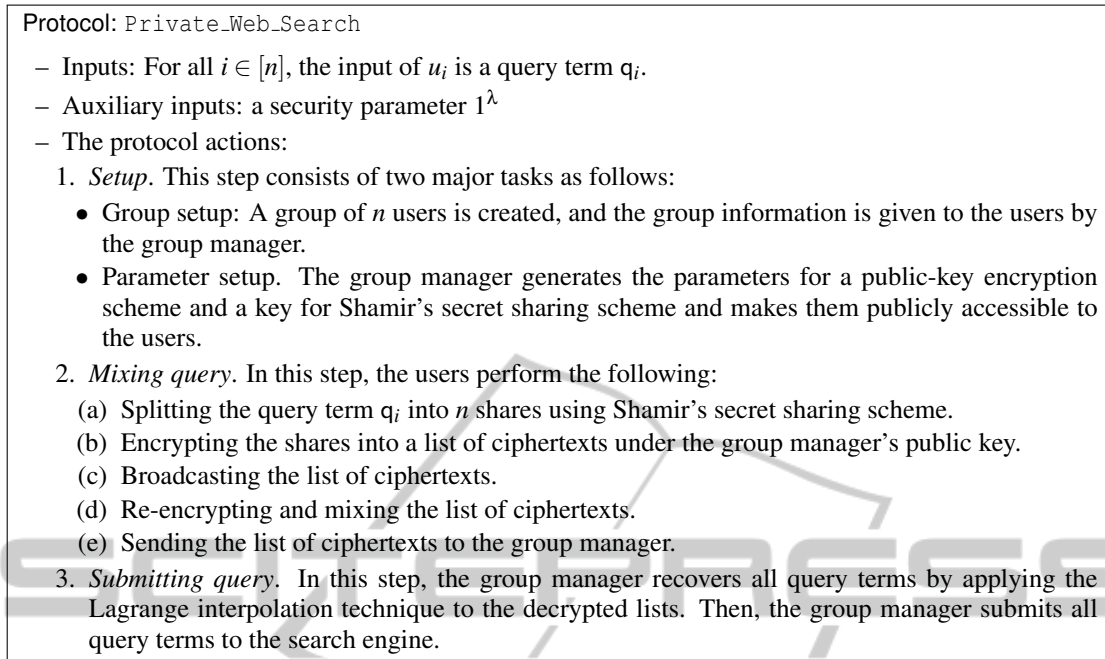 Protocol: Private_Web_Search
– Inputs: For all i ∈ [n], the input of u_i is a query term q_i.
– Auxiliary inputs: a security parameter 1^λ
– The protocol actions:
1. Setup. This step consists of two major tasks as follows:
• Group setup: A group of n users is created, and the group information is given to the users by
the group manager.
• Parameter setup. The group manager generates the parameters for a public-key encryption
scheme and a key for Shamir's secret sharing scheme and makes them publicly accessible to
the users.
2. Mixing query. In this step, the users perform the following:
(a) Splitting the query term q_i into n shares using Shamir's secret sharing scheme.
(b) Encrypting the shares into a list of ciphertexts under the group manager's public key.
(c) Broadcasting the list of ciphertexts.
(d) Re-encrypting and mixing the list of ciphertexts.
(e) Sending the list of ciphertexts to the group manager.
3. Submitting query. In this step, the group manager recovers all query terms by applying the
Lagrange interpolation technique to the decrypted lists. Then, the group manager submits all
query terms to the search engine.
SCITEPRESS